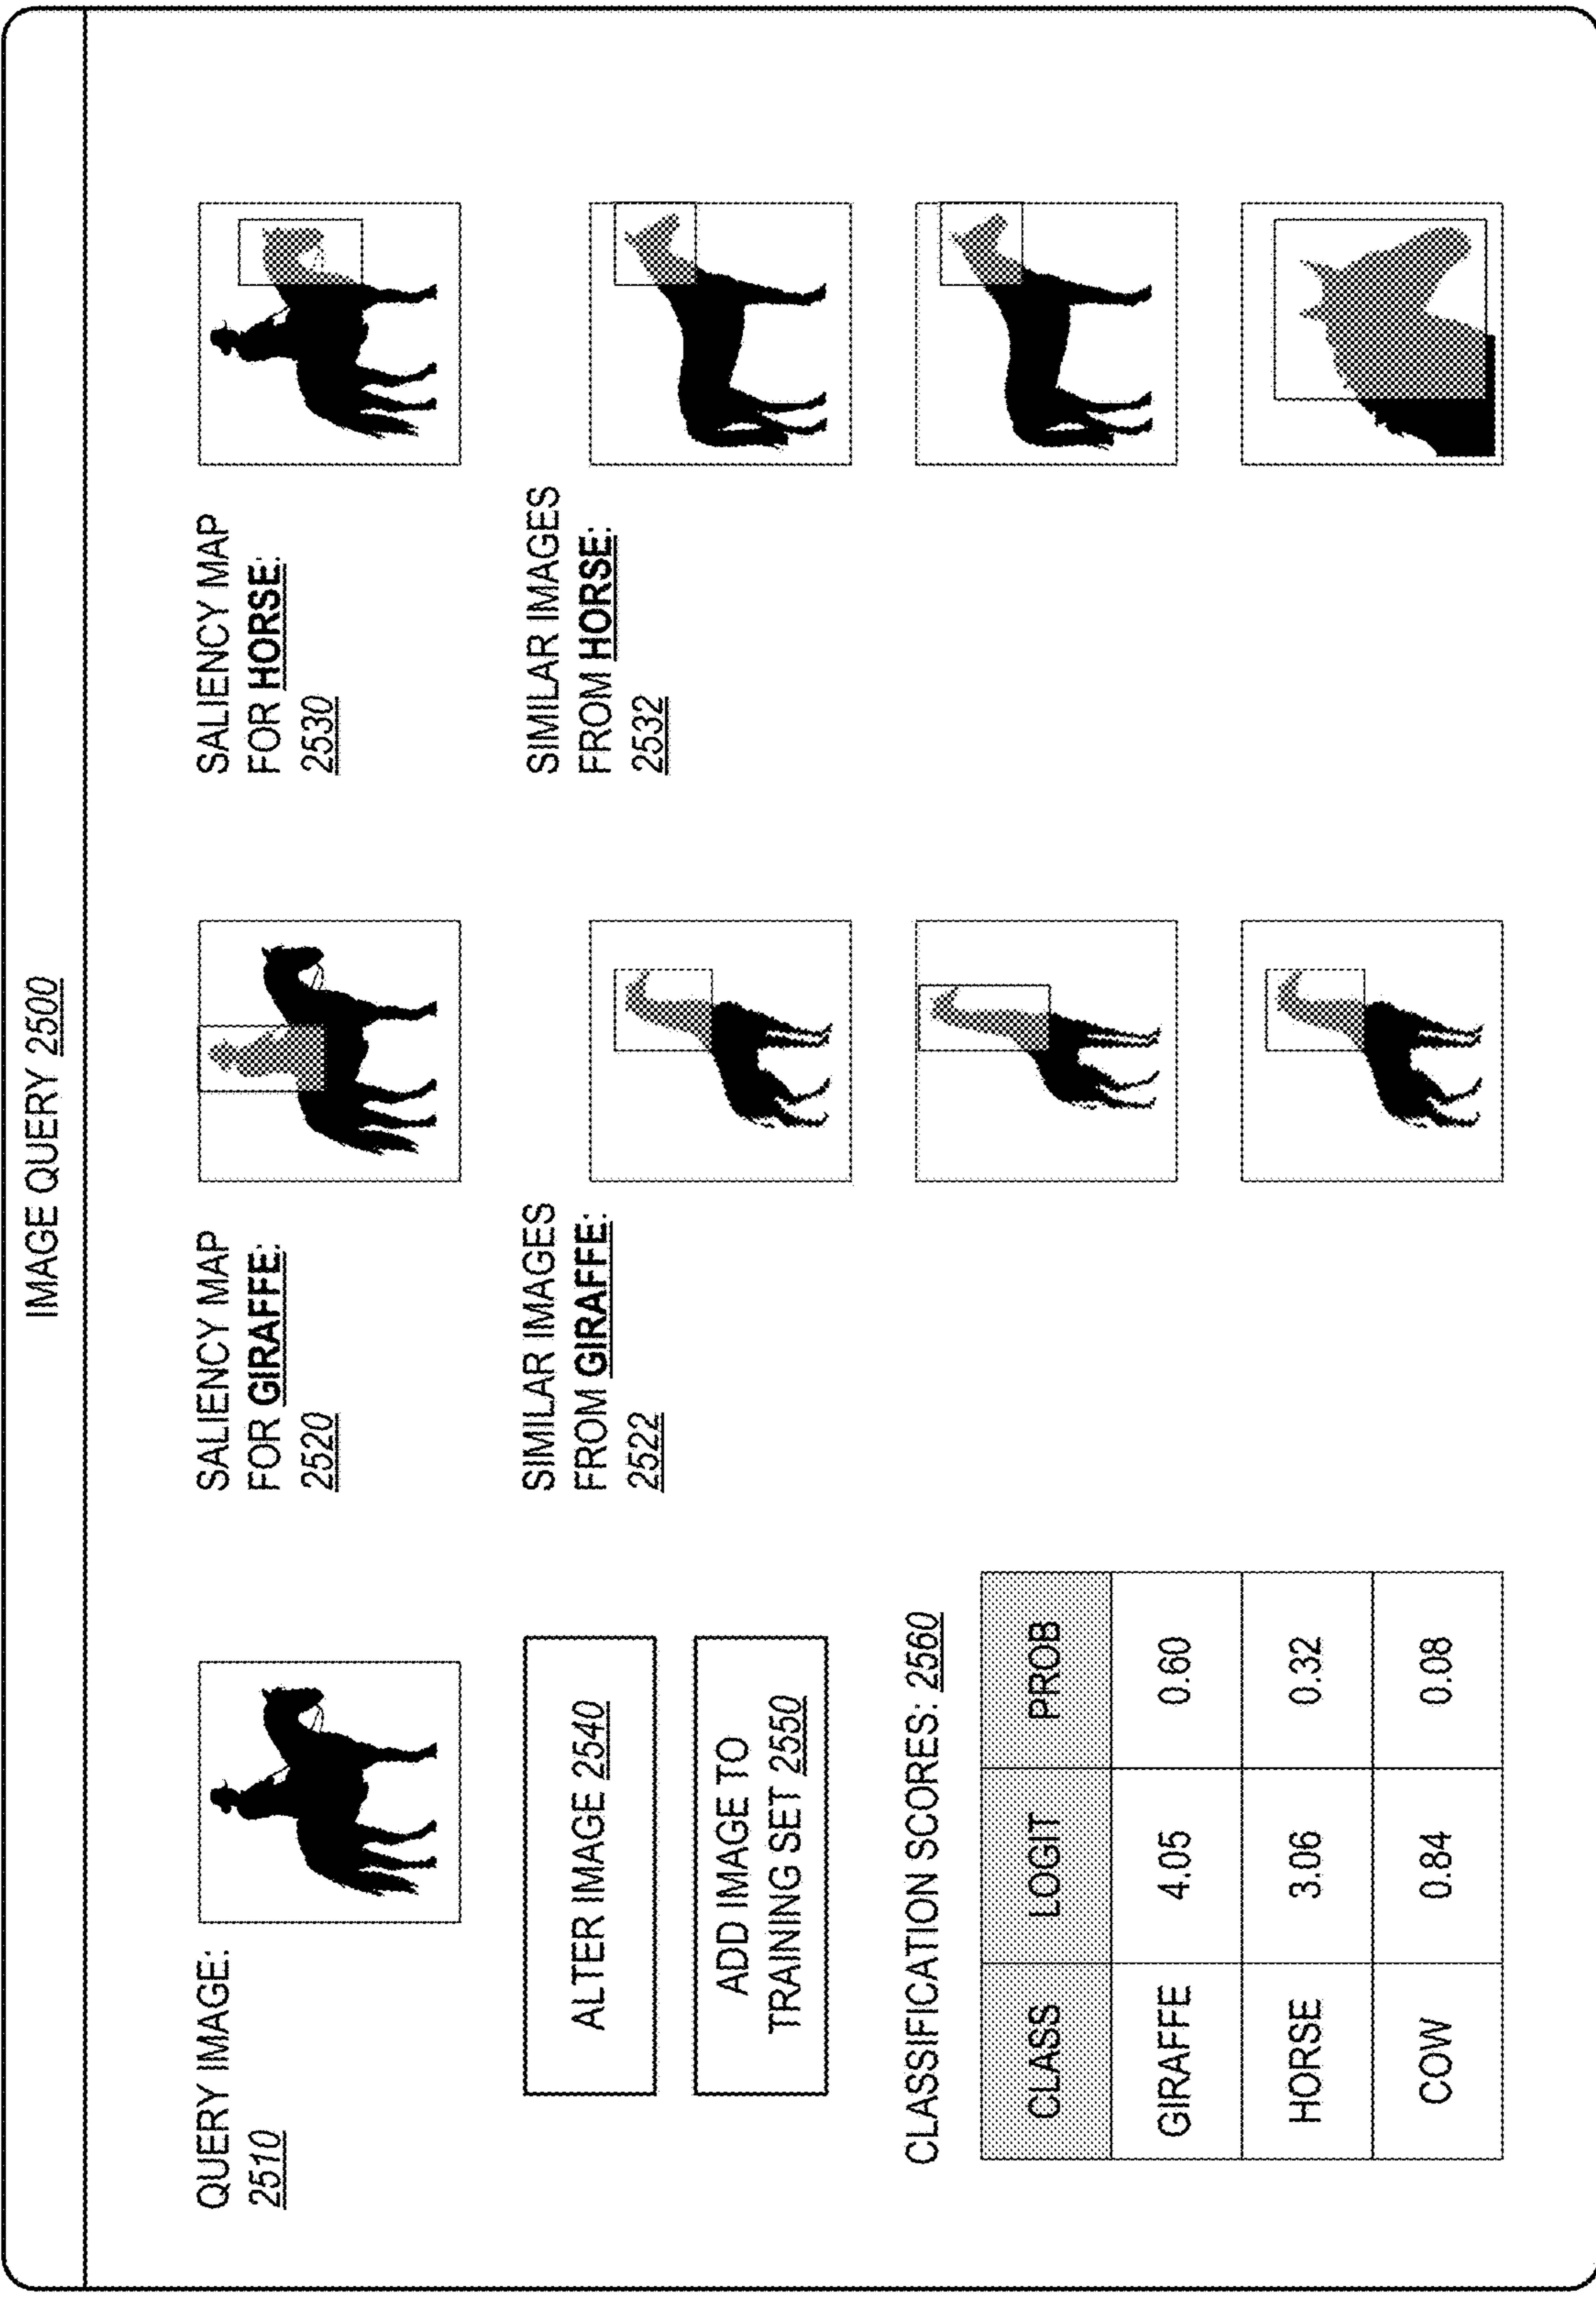 IMAGE QUERY 2500
QUERY IMAGE:
2510
ALTER IMAGE 2540
ADD IMAGE TO
TRAINING SET 2550
CLASSIFICATION SCORES: 2560
CLASS LOGIT PROB
GIRAFFE 4.05 0.60
HORSE 3.06 0.32
COW 0.84 0.08
SALIENCY MAP
FOR GIRAFFE:
2520
SIMILAR IMAGES
FROM GIRAFFE:
2522
SALIENCY MAP
FOR HORSE:
2530
SIMILAR IMAGES
FROM HORSE:
2532